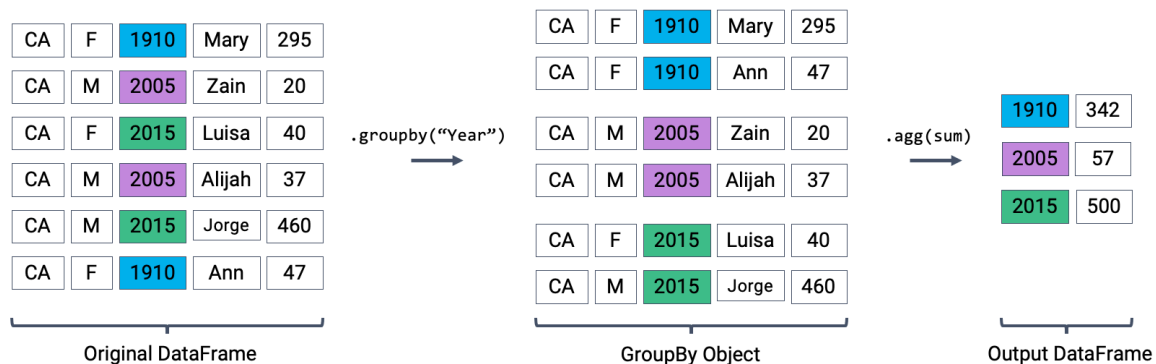 CA F 1910 Mary 295
CA M 2005 Zain 20
CA F 2015 Luisa 40
CA M 2005 Alijah 37
CA M 2015 Jorge 460
CA F 1910 Ann 47
Original DataFrame
.groupby(“Year”)
CA F 1910 Mary 295
CA F 1910 Ann 47
CA M 2005 Zain 20
CA M 2005 Alijah 37
CA F 2015 Luisa 40
CA M 2015 Jorge 460
GroupBy Object
.agg(sum)
1910 342
2005 57
2015 500
Output DataFrame